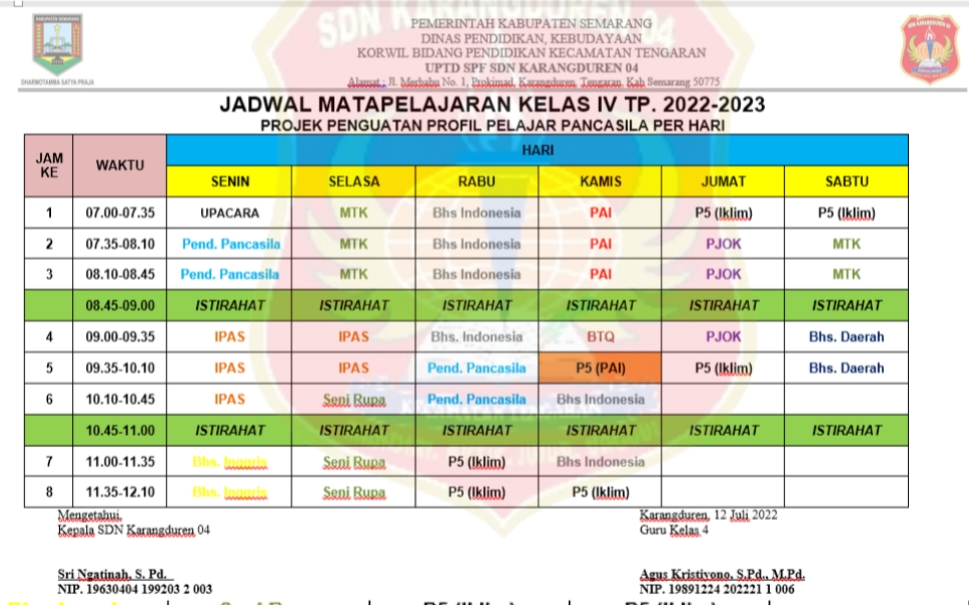 PEMERINTAH KABUPATEN SEMARANG
DINAS PENDIDIKAN, KEBUDAYAAN
KORWIL BIDANG PENDIDIKAN KECAMATAN TENGARAN
UPTD SPF SDN KARANGDUREN 04
Alamat : Jl. Merbabu No. 1, Prokimad, Karangduren, Tengaran, Kab Semarang 50775
DHARMOTTAMA SATYA PRAJA
SDN KARANGDUREN 04
JADWAL MATAPELAJARAN KELAS IV TP. 2022-2023
PROJEK PENGUATAN PROFIL PELAJAR PANCASILA PER HARI
JAM KE WAKTU HARI
SENIN SELASA RABU KAMIS JUMAT SABTU
1 07.00-07.35 UPACARA MTK Bhs Indonesia PAI P5 (Iklim) P5 (Iklim)
2 07.35-08.10 Pend. Pancasila MTK Bhs Indonesia PAI PJOK MTK
3 08.10-08.45 Pend. Pancasila MTK Bhs Indonesia PAI PJOK MTK
08.45-09.00 ISTIRAHAT ISTIRAHAT ISTIRAHAT ISTIRAHAT ISTIRAHAT ISTIRAHAT
4 09.00-09.35 IPAS IPAS Bhs. Indonesia BTQ PJOK Bhs. Daerah
5 09.35-10.10 IPAS IPAS Pend. Pancasila P5 (PAI) P5 (Iklim) Bhs. Daerah
6 10.10-10.45 IPAS Seni Rupa Pend. Pancasila Bhs Indonesia
10.45-11.00 ISTIRAHAT ISTIRAHAT ISTIRAHAT ISTIRAHAT ISTIRAHAT ISTIRAHAT
7 11.00-11.35 Bhs. Inggris Seni Rupa P5 (Iklim) Bhs Indonesia
8 11.35-12.10 Bhs. Inggris Seni Rupa P5 (Iklim) P5 (Iklim)
Mengetahui,
Kepala SDN Karangduren 04
Sri Ngatinah, S. Pd.
NIP. 19630404 199203 2 003
Karangduren, 12 Juli 2022
Guru Kelas 4
Agus Kristiyono, S.Pd., M.Pd.
NIP. 19891224 202221 1 006